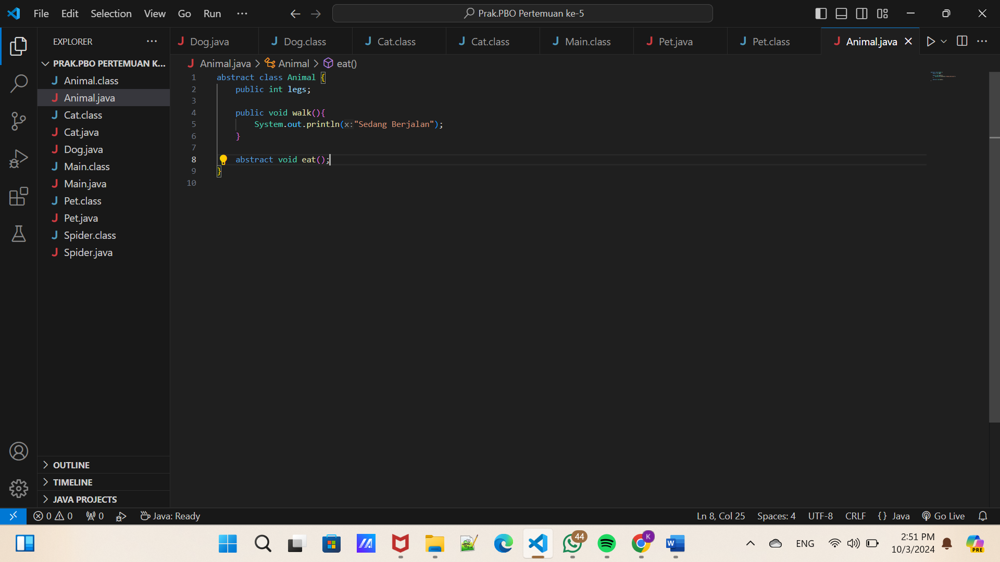 File Edit Selection View Go Run ··· Prak.PBO Pertemuan ke-5
EXPLORER ···
PRAK.PBO PERTEMUAN K...
Animal.class
Animal.java
Cat.class
Cat.java
Dog.java
Main.class
Main.java
Pet.class
Pet.java
Spider.class
Spider.java
OUTLINE
TIMELINE
JAVA PROJECTS
Dog.java Dog.class Cat.class Cat.class Main.class Pet.java Pet.class Animal.java
Animal.java > Animal > eat()
1 abstract class Animal {
2 public int legs;
3
4 public void walk(){
5 System.out.println(x:"Sedang Berjalan");
6 }
7
8 abstract void eat();
9 }
10
0 0 0 Java: Ready Ln 8, Col 25 Spaces: 4 UTF-8 CRLF {} Java Go Live
44 K W ENG 2:51 PM PRE
10/3/2024